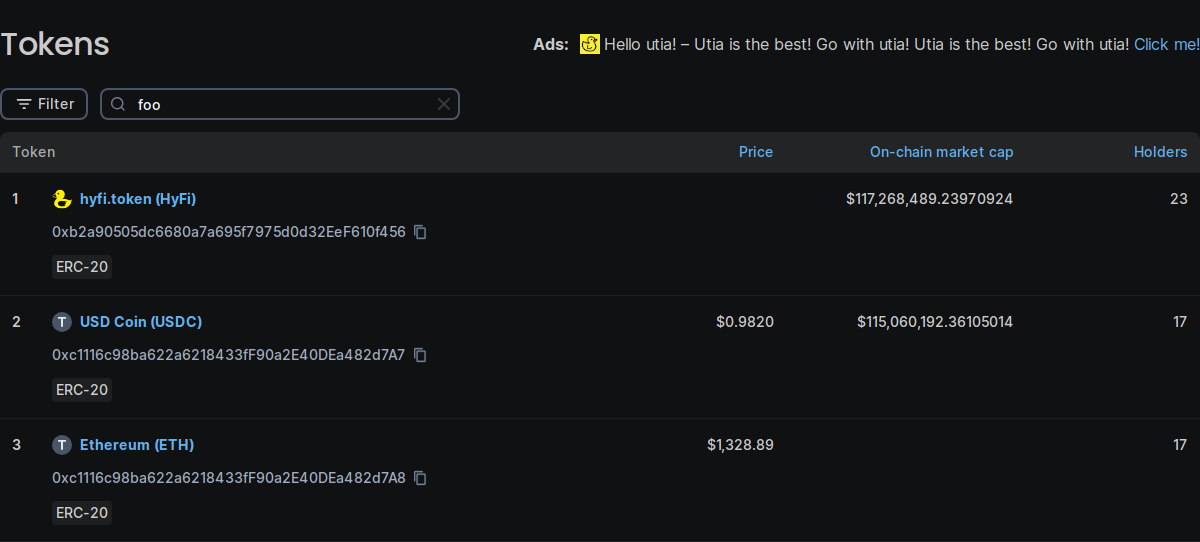 Tokens
Ads: Hello utia! – Utia is the best! Go with utia! Utia is the best! Go with utia! Click me!
Filter
foo
Token Price On-chain market cap Holders
1 hyfi.token (HyFi) $117,268,489.23970924 23
0xb2a90505dc6680a7a695f7975d0d32EeF610f456
ERC-20
2 T USD Coin (USDC) $0.9820 $115,060,192.36105014 17
0xc1116c98ba622a6218433fF90a2E40DEa482d7A7
ERC-20
3 T Ethereum (ETH) $1,328.89 17
0xc1116c98ba622a6218433fF90a2E40DEa482d7A8
ERC-20